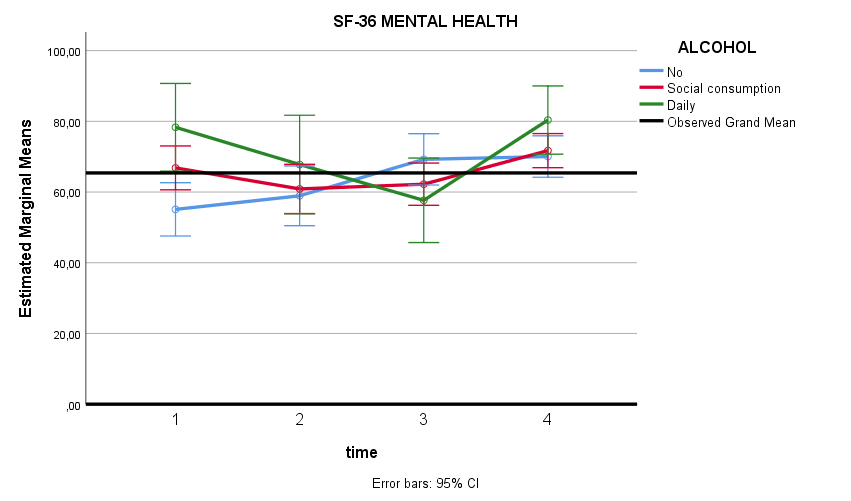 SF-36 MENTAL HEALTH
Estimated Marginal Means
100,00
80,00
60,00
40,00
20,00
,00
1 2 3 4
time
Error bars: 95% CI
ALCOHOL
No
Social consumption
Daily
Observed Grand Mean